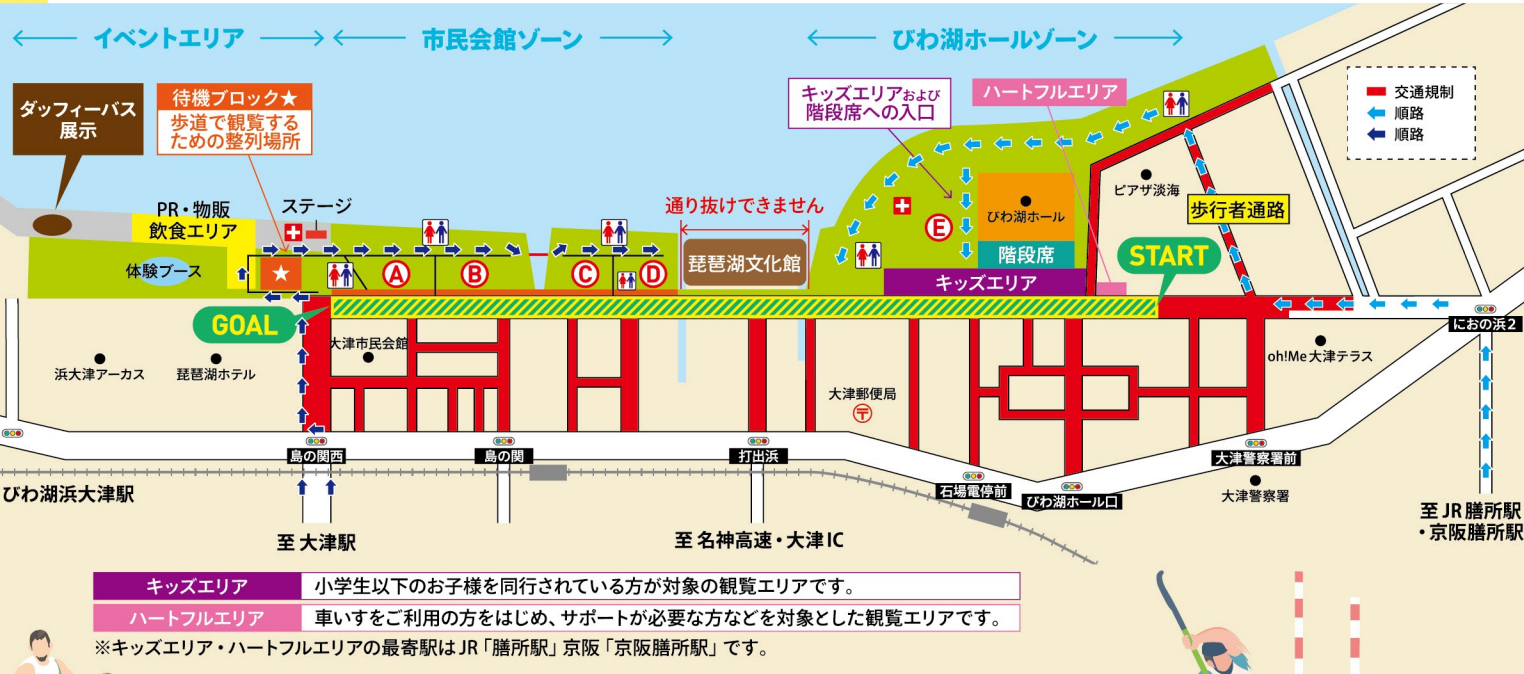 イベントエリア
市民会館ゾーン
びわ湖ホールゾーン
ダッフィーバス
展示
待機ブロック★
歩道で観覧する
ための整列場所
キッズエリアおよび
階段席への入口
ハートフルエリア
交通規制
順路
順路
PR・物販
飲食エリア
ステージ
体験ブース
★
A
B
C
D
通り抜けできません
琵琶湖文化館
E
びわ湖ホール
階段席
キッズエリア
ピアザ淡海
歩行者通路
START
GOAL
大津市民会館
浜大津アーカス
琵琶湖ホテル
大津郵便局
〒
oh!Me大津テラス
におの浜2
島の関西
島の関
打出浜
石場電停前
びわ湖ホール口
大津警察署前
大津警察署
びわ湖浜大津駅
至 大津駅
至 名神高速・大津IC
至 JR膳所駅
・京阪膳所駅
キッズエリア 小学生以下のお子様を同行されている方が対象の観覧エリアです。
ハートフルエリア 車いすをご利用の方をはじめ、サポートが必要な方などを対象とした観覧エリアです。
※キッズエリア・ハートフルエリアの最寄駅はJR「膳所駅」京阪「京阪膳所駅」です。